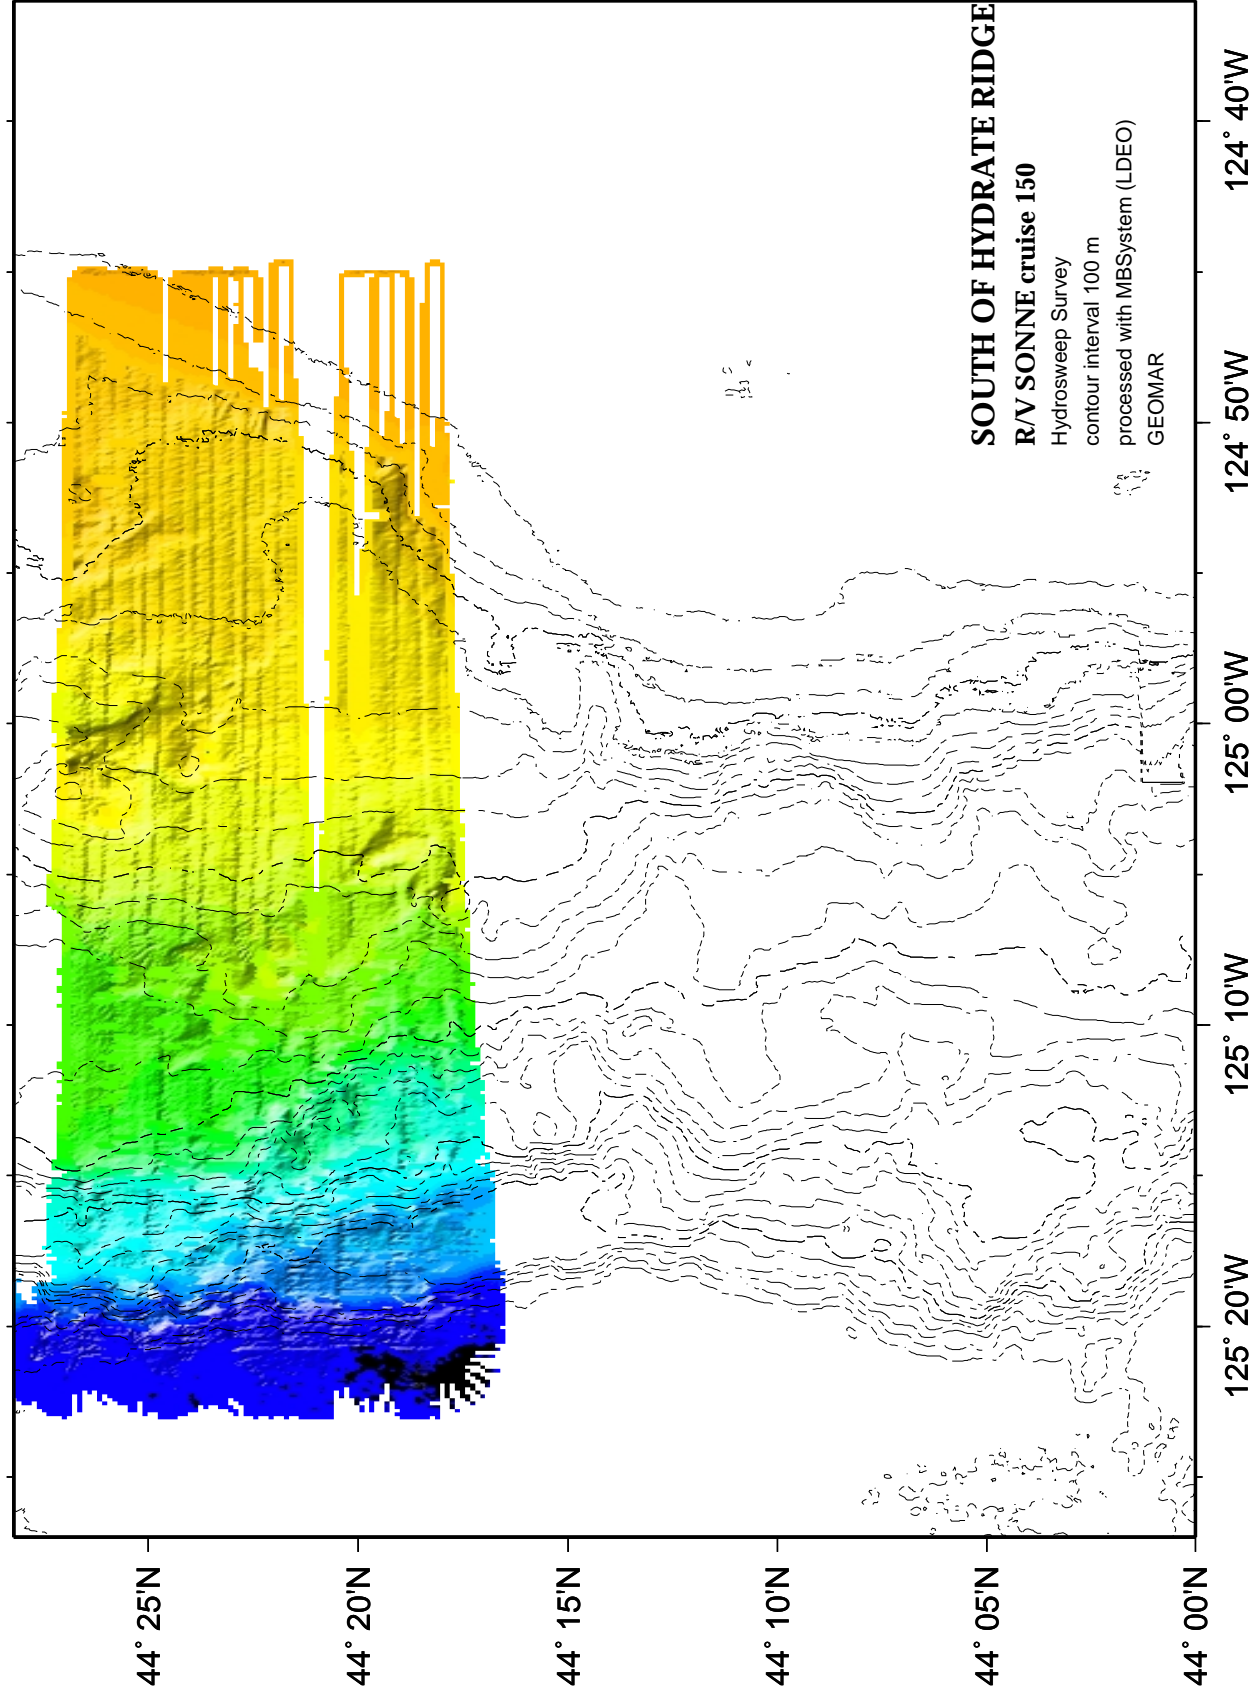 SOUTH OF HYDRATE RIDGE
R/V SONNE cruise 150
Hydrosweep Survey
contour interval 100 m
processed with MBSystem (LDEO)
GEOMAR
44° 25'N
44° 20'N
44° 15'N
44° 10'N
44° 05'N
44° 00'N
125° 20'W
125° 10'W
125° 00'W
124° 50'W
124° 40'W